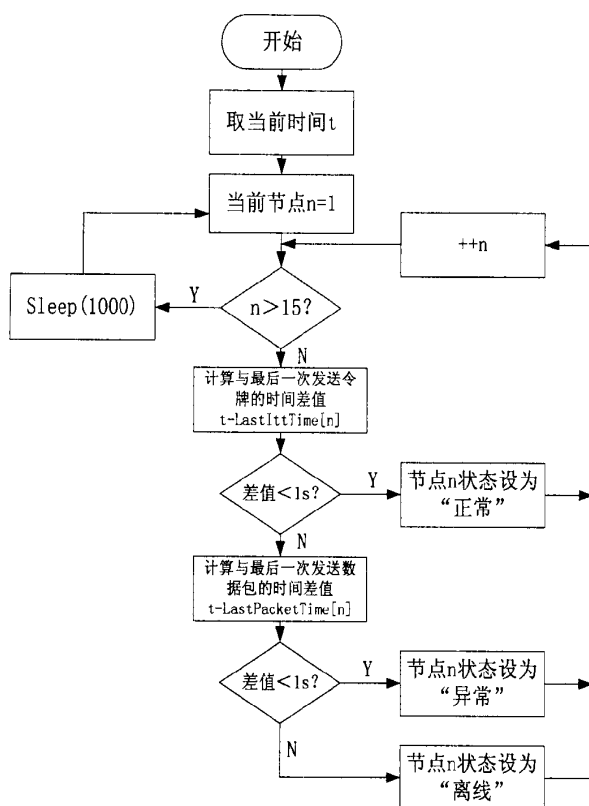 开始
取当前时间t
当前节点n=1
++n
Sleep(1000)
Y
n>15?
N
计算与最后一次发送令
牌的时间差值
t-LastIttTime[n]
差值<1s?
Y
节点n状态设为
“正常”
N
计算与最后一次发送数
据包的时间差值
t-LastPacketTime[n]
差值<1s?
Y
节点n状态设为
“异常”
N
节点n状态设为
“离线”